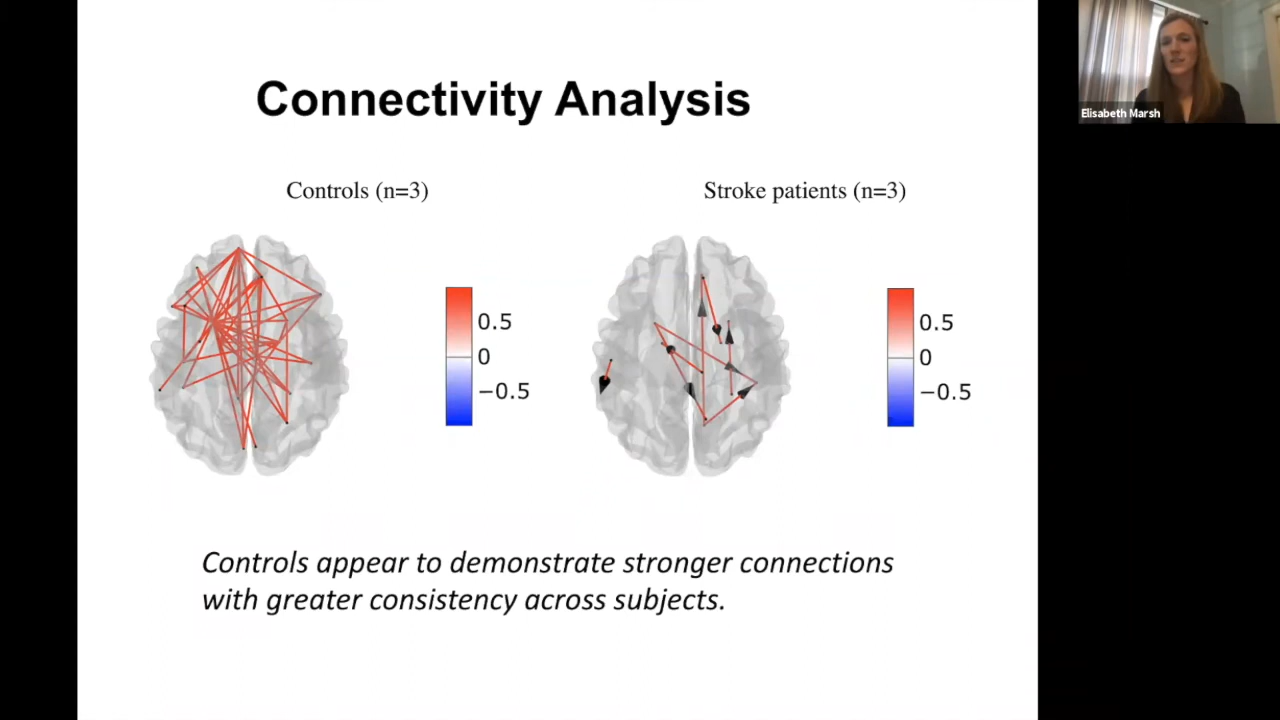 Connectivity Analysis
Controls (n=3)
Stroke patients (n=3)
0.5
0
−0.5
0.5
0
−0.5
Controls appear to demonstrate stronger connections
with greater consistency across subjects.
Elisabeth Marsh